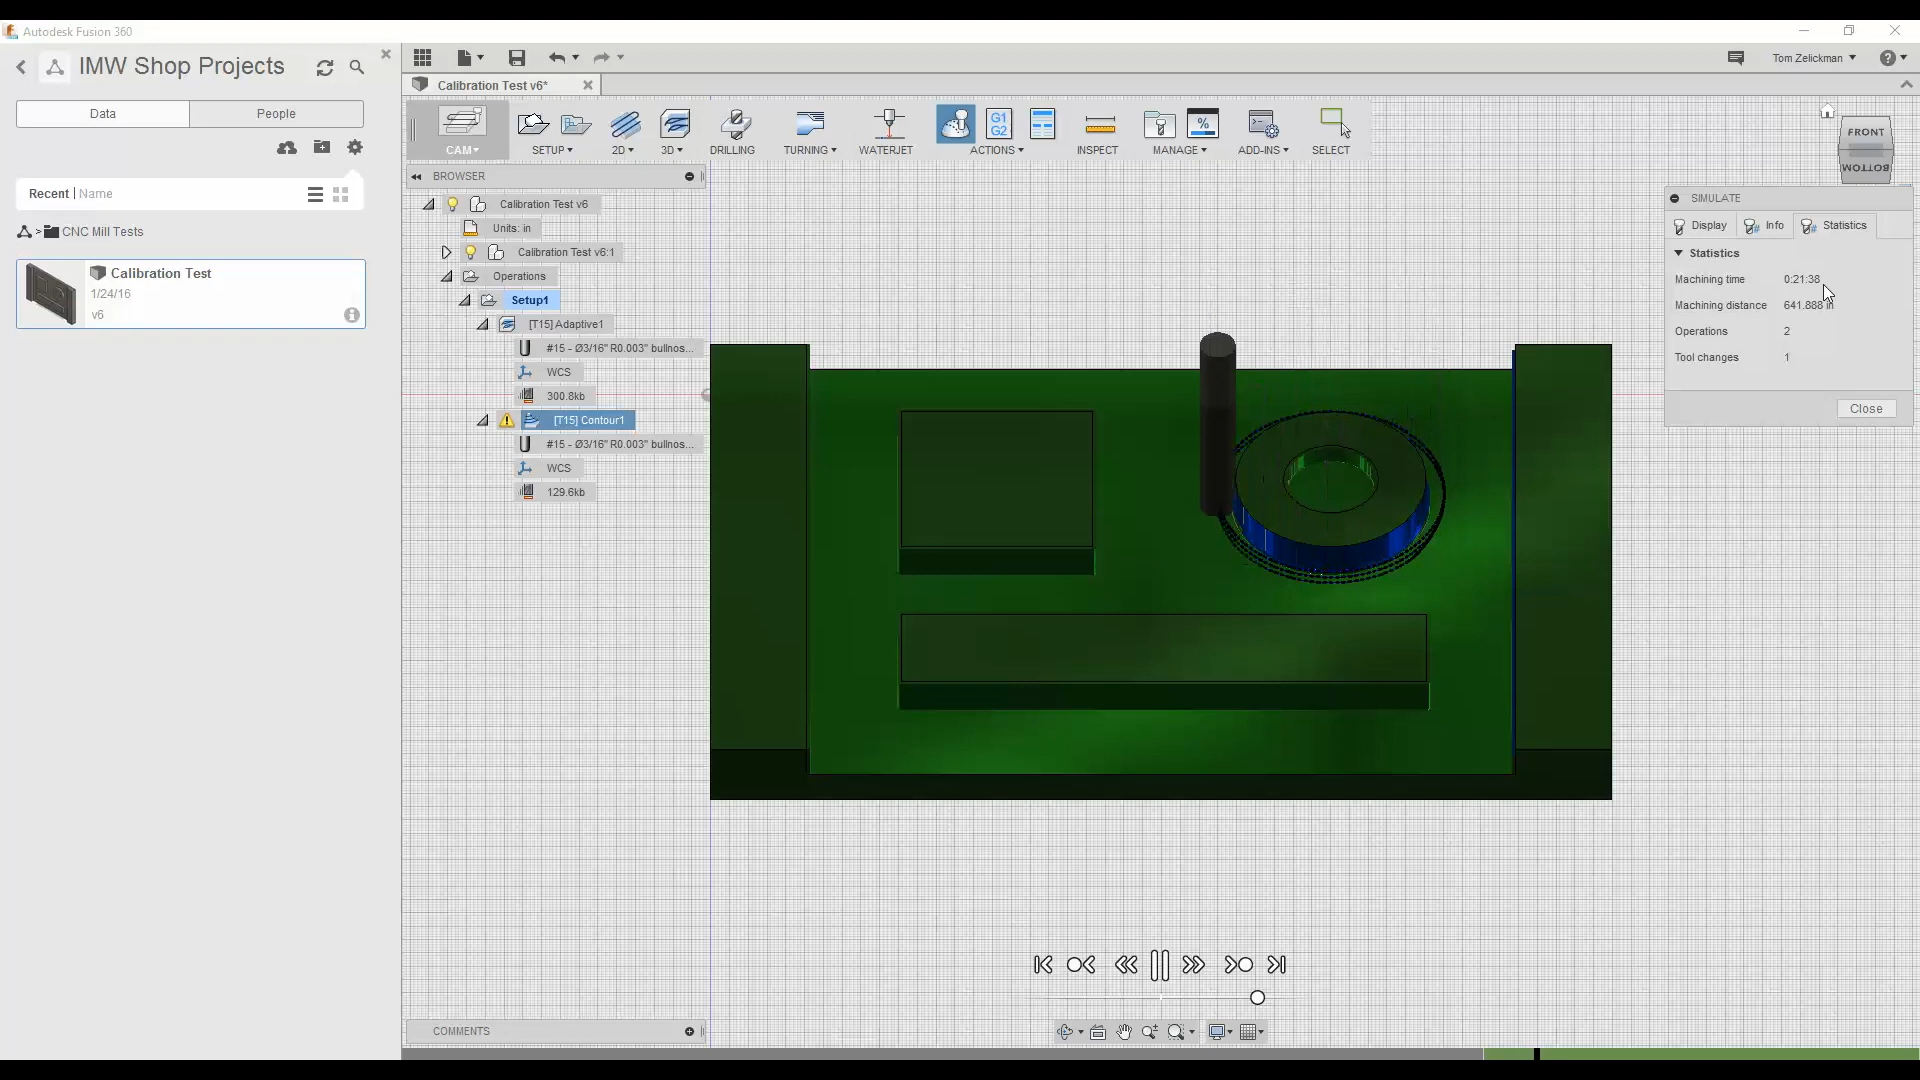 Autodesk Fusion 360
IMW Shop Projects
Data
People
Recent | Name
> CNC Mill Tests
Calibration Test
1/24/16
v6
Tom Zelickman
Calibration Test v6*
CAM
SETUP
2D
3D
DRILLING
TURNING
WATERJET
G1
G2
ACTIONS
INSPECT
%
MANAGE
ADD-INS
SELECT
FRONT
BOTTOM
BROWSER
Calibration Test v6
Units: in
Calibration Test v6:1
Operations
Setup1
[T15] Adaptive1
#15 - Ø3/16" R0.003" bullnos...
WCS
300.8kb
[T15] Contour1
#15 - Ø3/16" R0.003" bullnos...
WCS
129.6kb
SIMULATE
Display
Info
Statistics
Statistics
Machining time 0:21:38
Machining distance 641.888 in
Operations 2
Tool changes 1
Close
COMMENTS